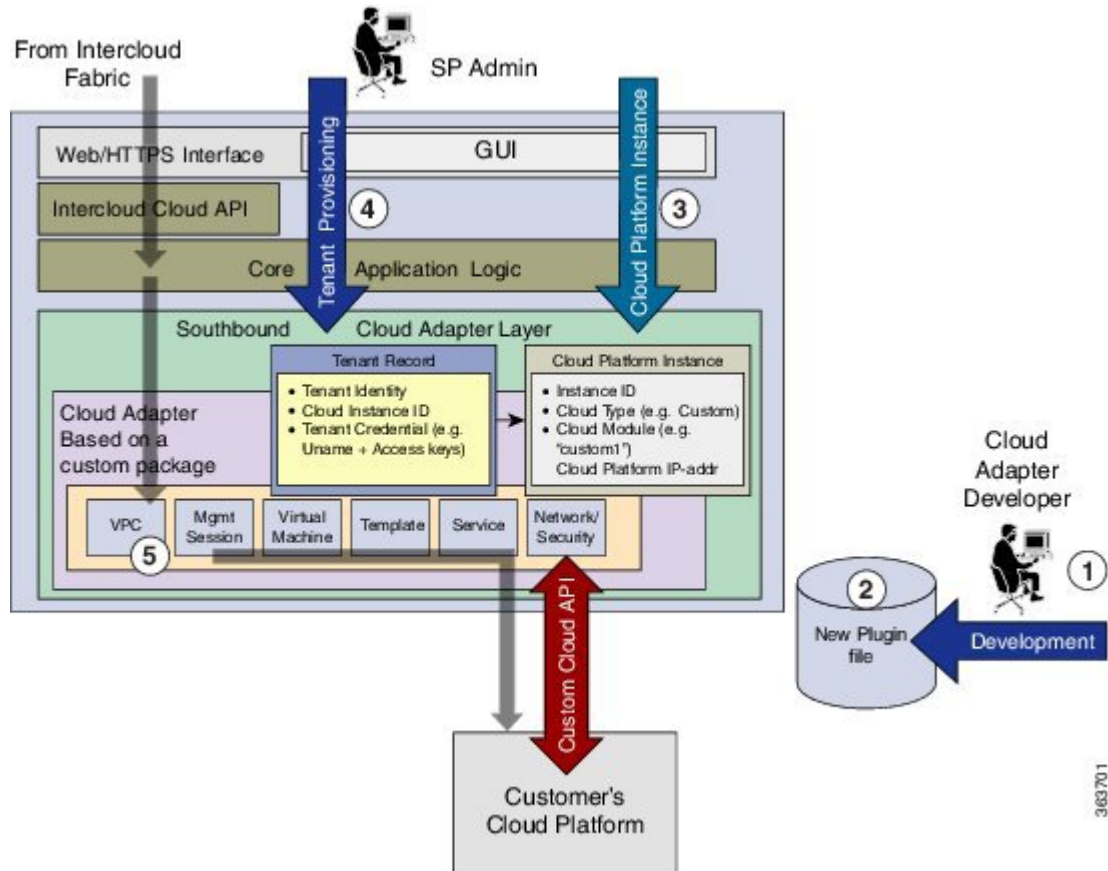 From Intercloud
Fabric
SP Admin
Web/HTTPS Interface
GUI
Intercloud Cloud API
Core Application Logic
Tenant Provisioning
4
Cloud Platform Instance
3
Southbound Cloud Adapter Layer
Tenant Record
• Tenant Identity
• Cloud Instance ID
• Tenant Credential (e.g.
Uname + Access keys)
Cloud Platform Instance
• Instance ID
• Cloud Type (e.g. Custom)
• Cloud Module (e.g.
"custom1")
Cloud Platform IP-addr
Cloud Adapter
Based on a
custom package
VPC
Mgmt
Session
Virtual
Machine
Template
Service
Network/
Security
5
Custom Cloud API
Customer's
Cloud Platform
Cloud
Adapter
Developer
1
2
New Plugin
file
Development
363701